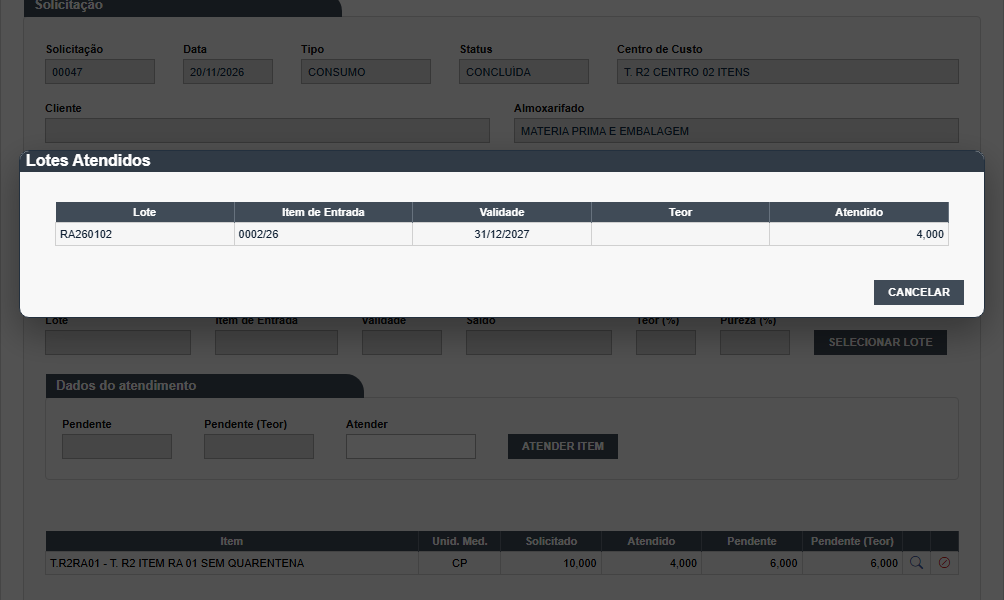 Solicitação
Solicitação Data Tipo Status Centro de Custo
00047 20/11/2026 CONSUMO CONCLUÍDA T. R2 CENTRO 02 ITENS
Cliente Almoxarifado
MATERIA PRIMA E EMBALAGEM
Lotes Atendidos
Lote Item de Entrada Validade Teor Atendido
RA260102 0002/26 31/12/2027 4,000
CANCELAR
Lote Item de Entrada Validade Saldo Teor (%) Pureza (%)
SELECIONAR LOTE
Dados do atendimento
Pendente Pendente (Teor) Atender
ATENDER ITEM
Item Unid. Med. Solicitado Atendido Pendente Pendente (Teor)
T.R2RA01 - T. R2 ITEM RA 01 SEM QUARENTENA CP 10,000 4,000 6,000 6,000